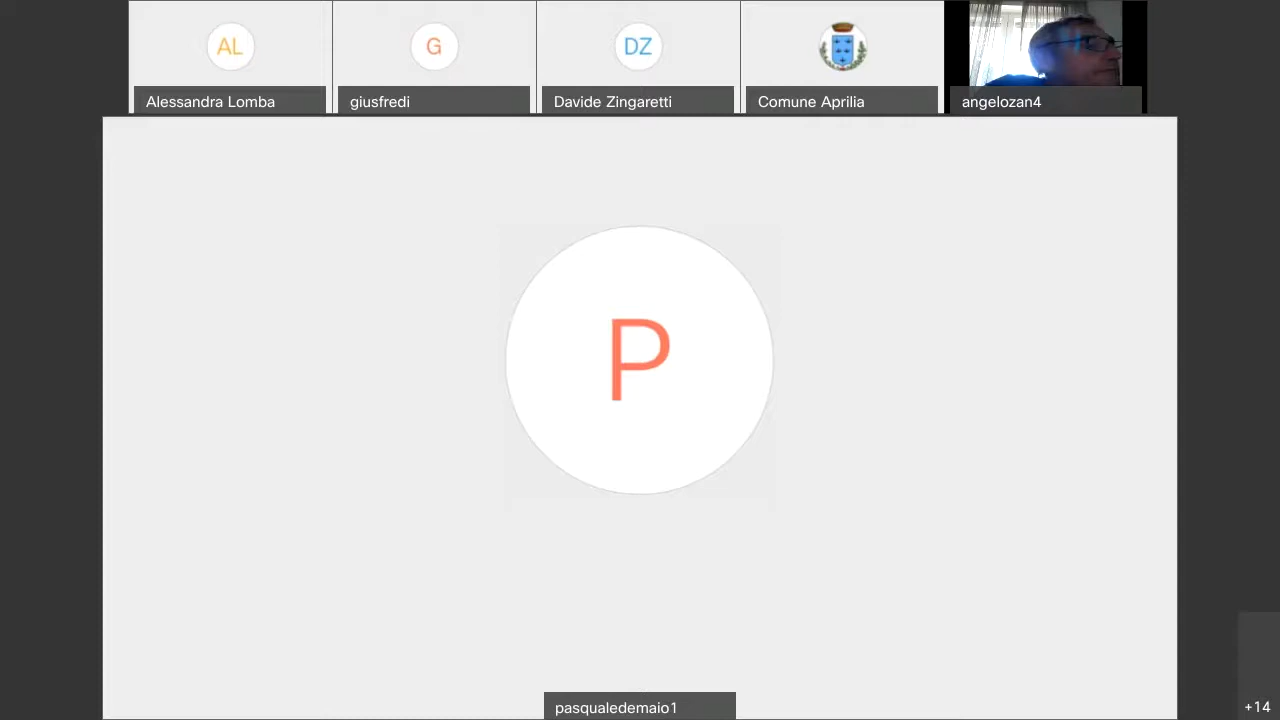 AL
G
DZ
Alessandra Lomba
giusfredi
Davide Zingaretti
Comune Aprilia
angelozan4
P
pasqualedemaio1
+14